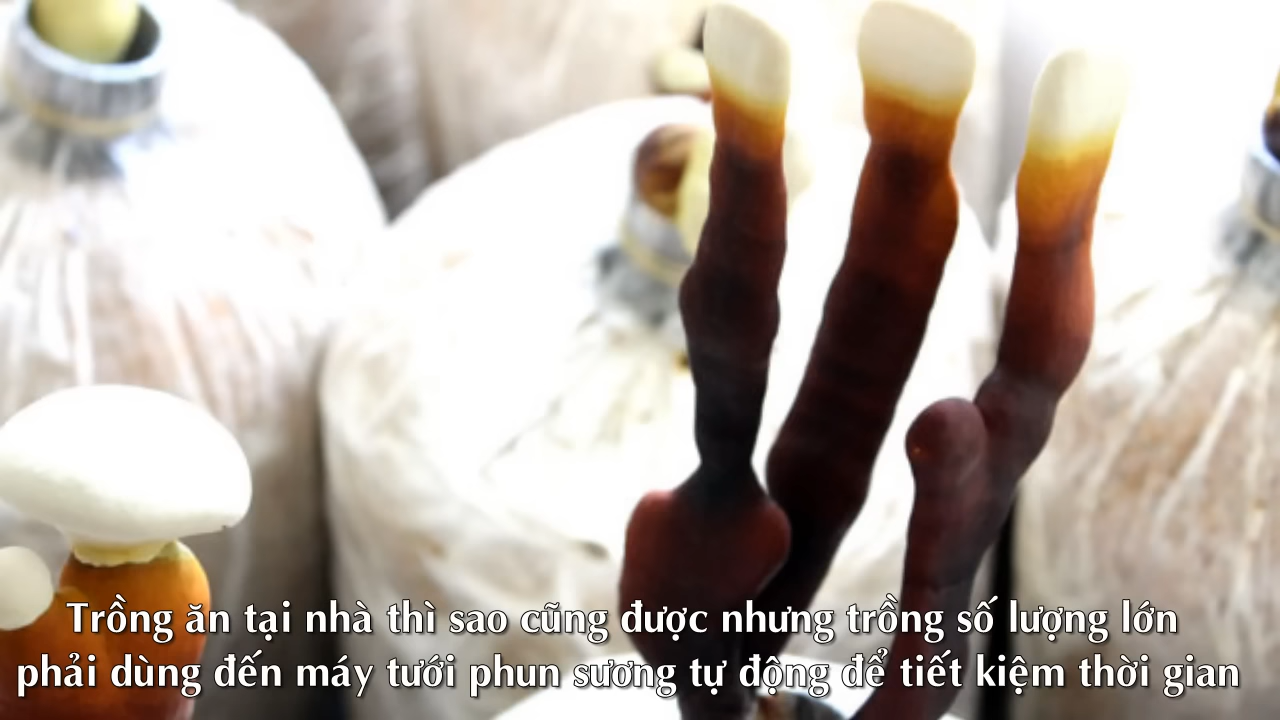 Trồng ăn tại nhà thì sao cũng được nhưng trồng số lượng lớn
phải dùng đến máy tưới phun sương tự động để tiết kiệm thời gian